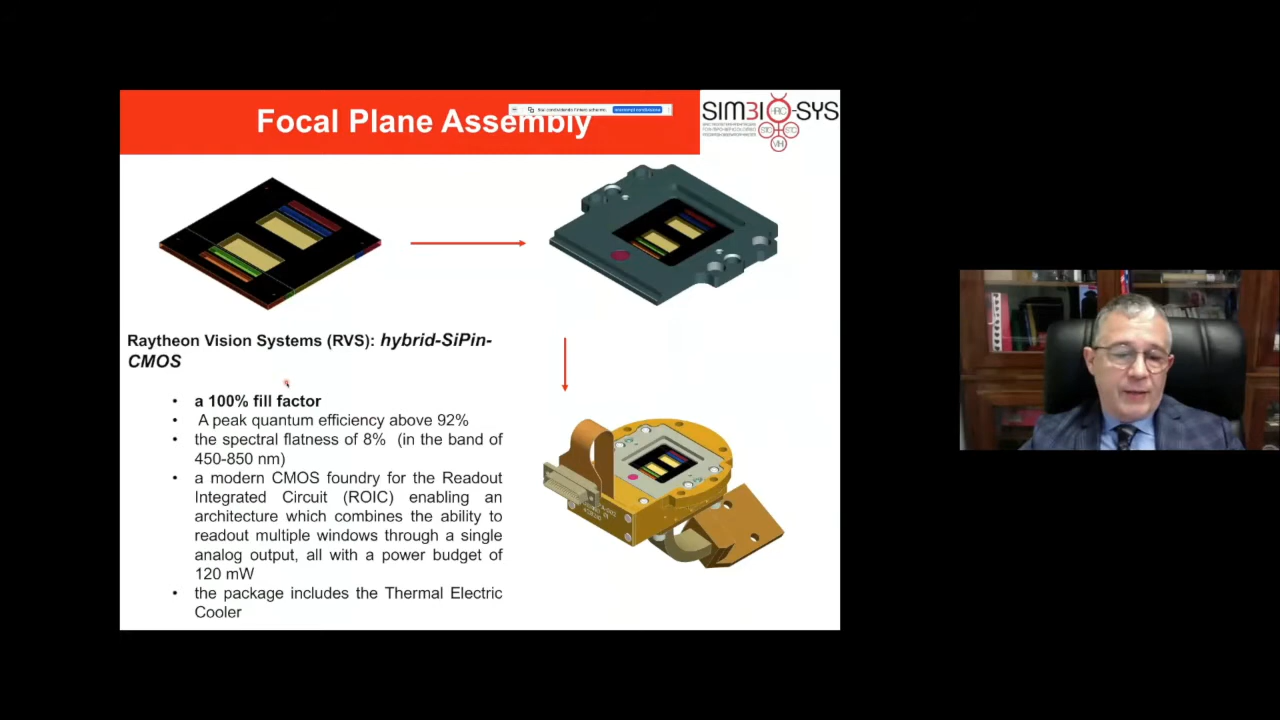 Focal Plane Assembly
SIMBIO-SYS
HRIC
STC
VIHI
Raytheon Vision Systems (RVS): hybrid-SiPin-
CMOS
• a 100% fill factor
• A peak quantum efficiency above 92%
• the spectral flatness of 8% (in the band of
450-850 nm)
• a modern CMOS foundry for the Readout
Integrated Circuit (ROIC) enabling an
architecture which combines the ability to
readout multiple windows through a single
analog output, all with a power budget of
120 mW
• the package includes the Thermal Electric
Cooler